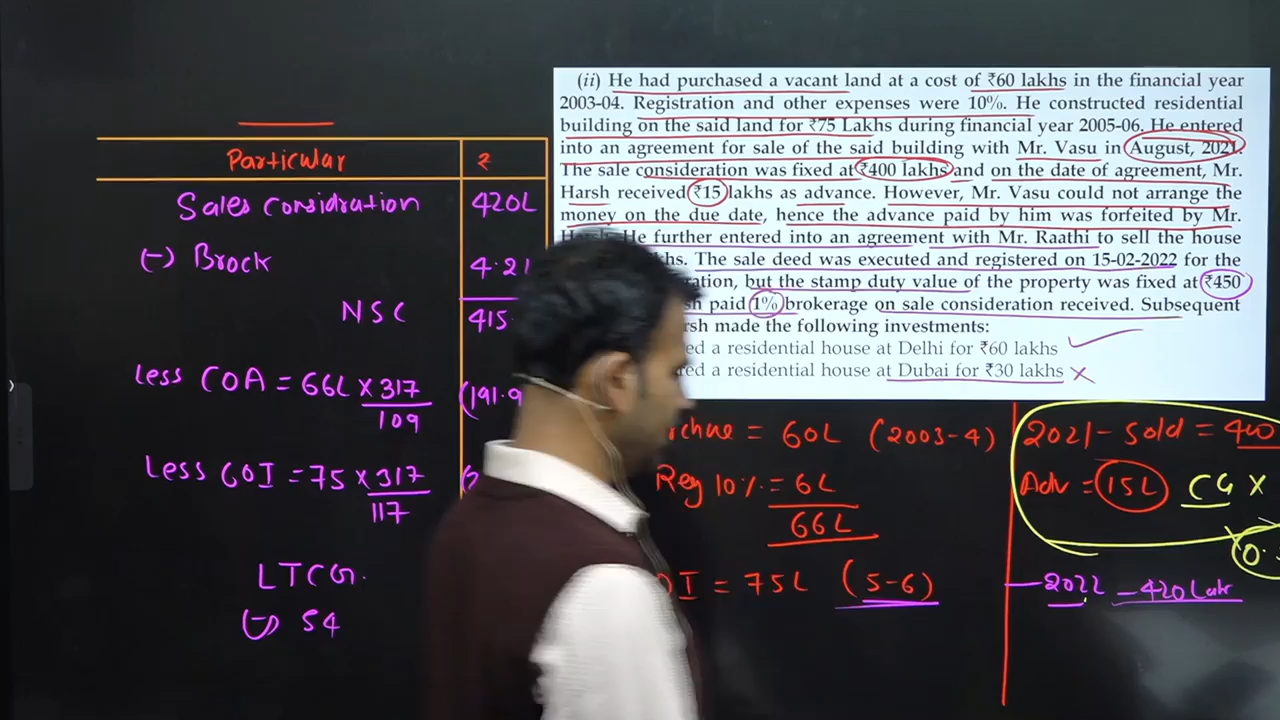 Particular ₹
Sales Considration 420L
(-) Brock 4.2
NSC 415.
Less COA = 66L × 317/109 (191.9
Less COI = 75 × 317/117
LTCG.
(-) 54
(ii) He had purchased a vacant land at a cost of ₹60 lakhs in the financial year
2003-04. Registration and other expenses were 10%. He constructed residential
building on the said land for ₹75 Lakhs during financial year 2005-06. He entered
into an agreement for sale of the said building with Mr. Vasu in August, 2021.
The sale consideration was fixed at ₹400 lakhs and on the date of agreement, Mr.
Harsh received ₹15 lakhs as advance. However, Mr. Vasu could not arrange the
money on the due date, hence the advance paid by him was forfeited by Mr.
He further entered into an agreement with Mr. Raathi to sell the house
The sale deed was executed and registered on 15-02-2022 for the
but the stamp duty value of the property was fixed at ₹450
paid 1% brokerage on sale consideration received. Subsequent
made the following investments:
a residential house at Delhi for ₹60 lakhs
a residential house at Dubai for ₹30 lakhs ×
= 60L (2003-4)
Reg 10% = 6L
66L
= 75L (5-6)
2021 - Sold = 400
Adv = 15L CG ×
2022 - 420 Lakh